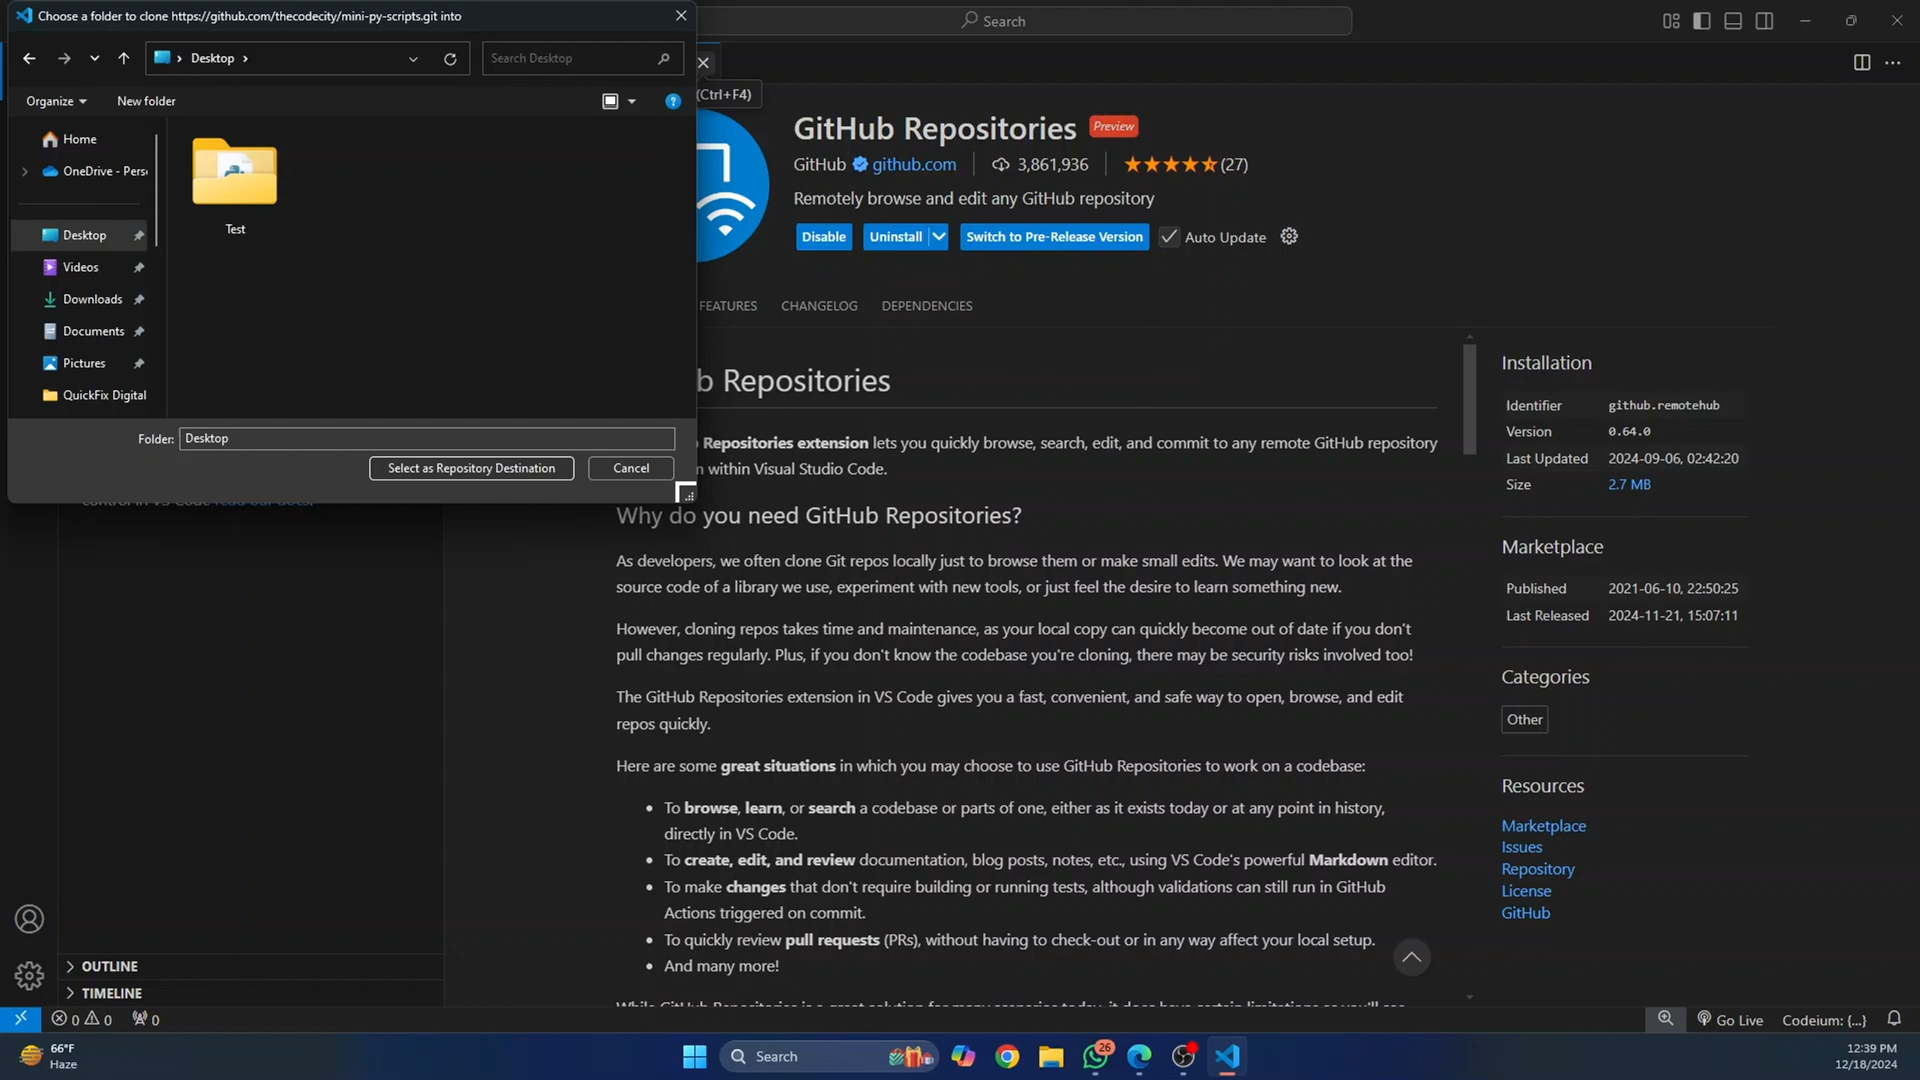 Choose a folder to clone https://github.com/thecodecity/mini-py-scripts.git into
Desktop
Search Desktop
Organize
New folder
Home
OneDrive - Pers
Desktop
Videos
Downloads
Documents
Pictures
QuickFix Digital
Test
Folder: Desktop
Select as Repository Destination
Cancel
Search
(Ctrl+F4)
GitHub Repositories Preview
GitHub github.com 3,861,936 (27)
Remotely browse and edit any GitHub repository
Disable Uninstall Switch to Pre-Release Version Auto Update
FEATURES CHANGELOG DEPENDENCIES
b Repositories
Repositories extension lets you quickly browse, search, edit, and commit to any remote GitHub repository
m within Visual Studio Code.
Why do you need GitHub Repositories?
As developers, we often clone Git repos locally just to browse them or make small edits. We may want to look at the
source code of a library we use, experiment with new tools, or just feel the desire to learn something new.
However, cloning repos takes time and maintenance, as your local copy can quickly become out of date if you don't
pull changes regularly. Plus, if you don't know the codebase you're cloning, there may be security risks involved too!
The GitHub Repositories extension in VS Code gives you a fast, convenient, and safe way to open, browse, and edit
repos quickly.
Here are some great situations in which you may choose to use GitHub Repositories to work on a codebase:
• To browse, learn, or search a codebase or parts of one, either as it exists today or at any point in history,
directly in VS Code.
• To create, edit, and review documentation, blog posts, notes, etc., using VS Code's powerful Markdown editor.
• To make changes that don't require building or running tests, although validations can still run in GitHub
Actions triggered on commit.
• To quickly review pull requests (PRs), without having to check-out or in any way affect your local setup.
• And many more!
Installation
Identifier github.remotehub
Version 0.64.0
Last Updated 2024-09-06, 02:42:20
Size 2.7 MB
Marketplace
Published 2021-06-10, 22:50:25
Last Released 2024-11-21, 15:07:11
Categories
Other
Resources
Marketplace
Issues
Repository
License
GitHub
control in VS Code read our docs.
OUTLINE
TIMELINE
0 0 0
Go Live Codeium: {...}
66°F
Haze
Search
26
12:39 PM
12/18/2024